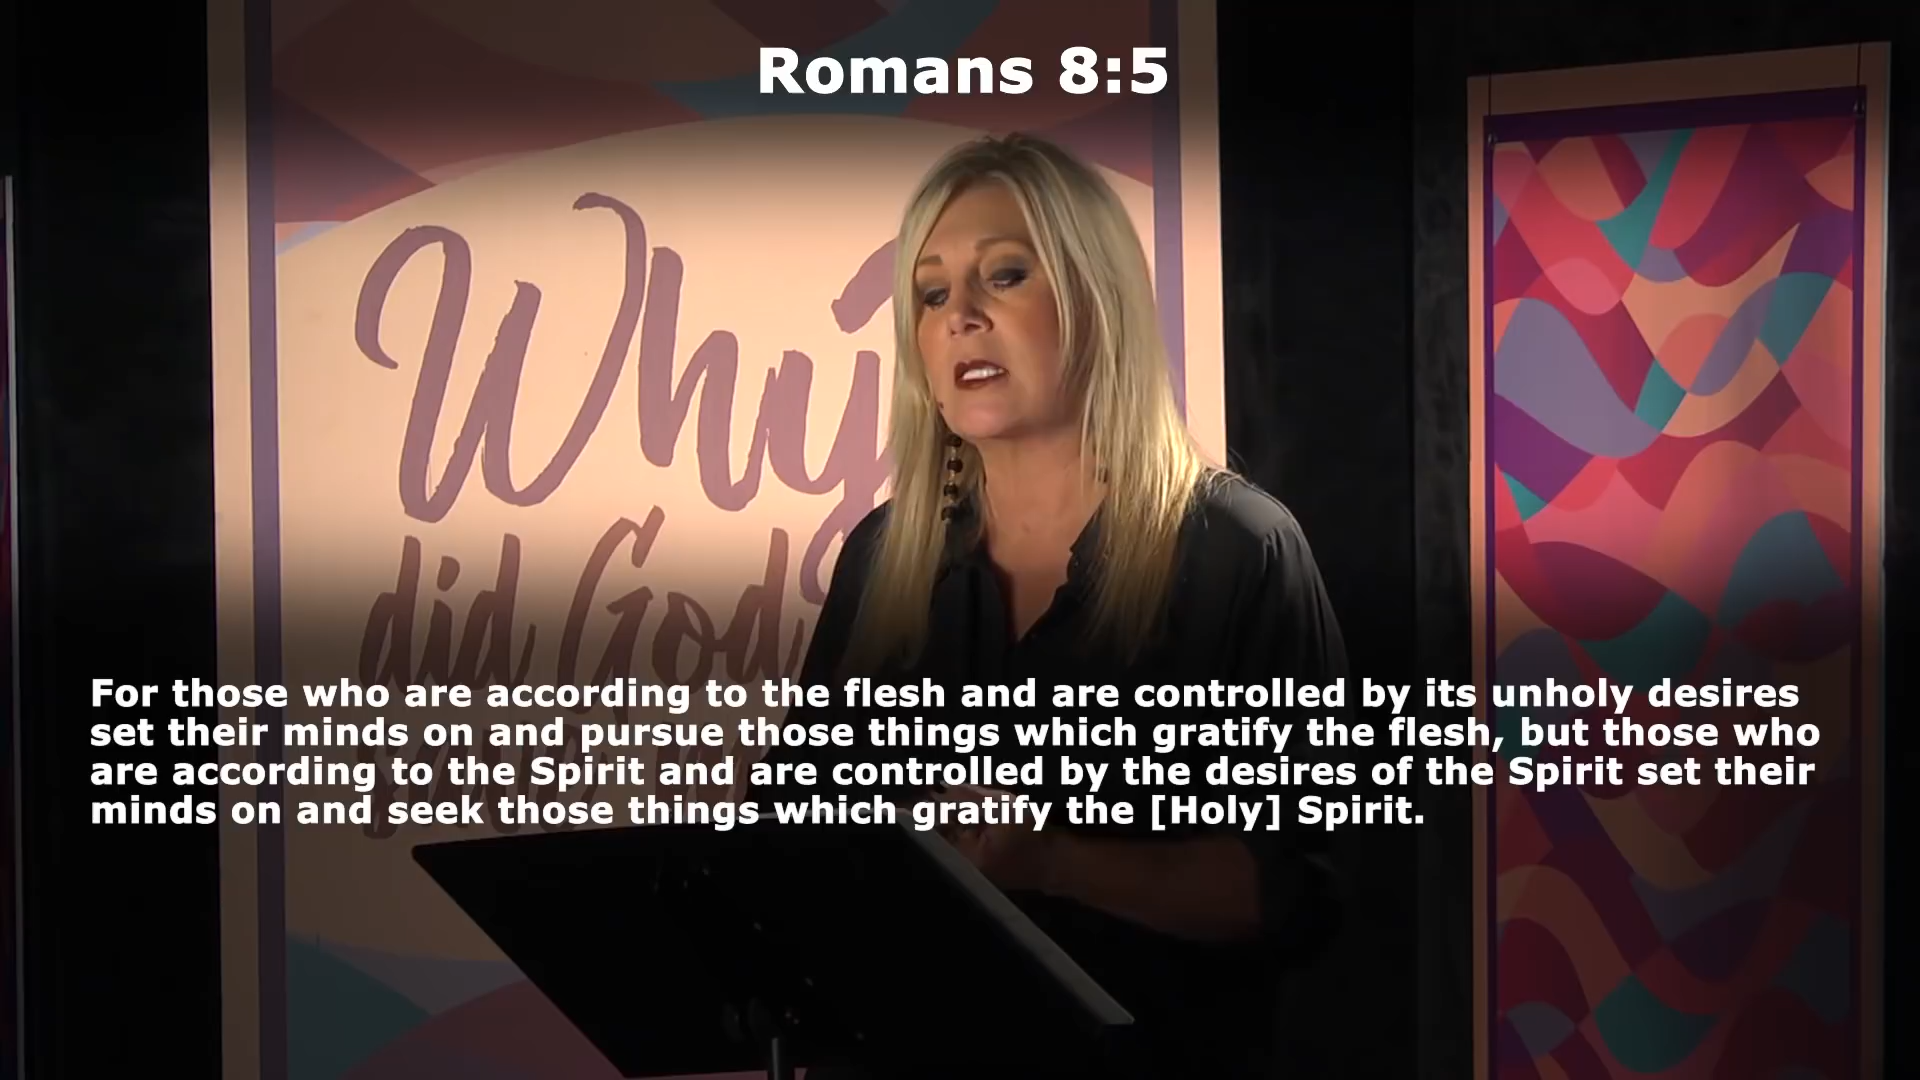 Romans 8:5
Why
did God
For those who are according to the flesh and are controlled by its unholy desires
set their minds on and pursue those things which gratify the flesh, but those who
are according to the Spirit and are controlled by the desires of the Spirit set their
minds on and seek those things which gratify the [Holy] Spirit.